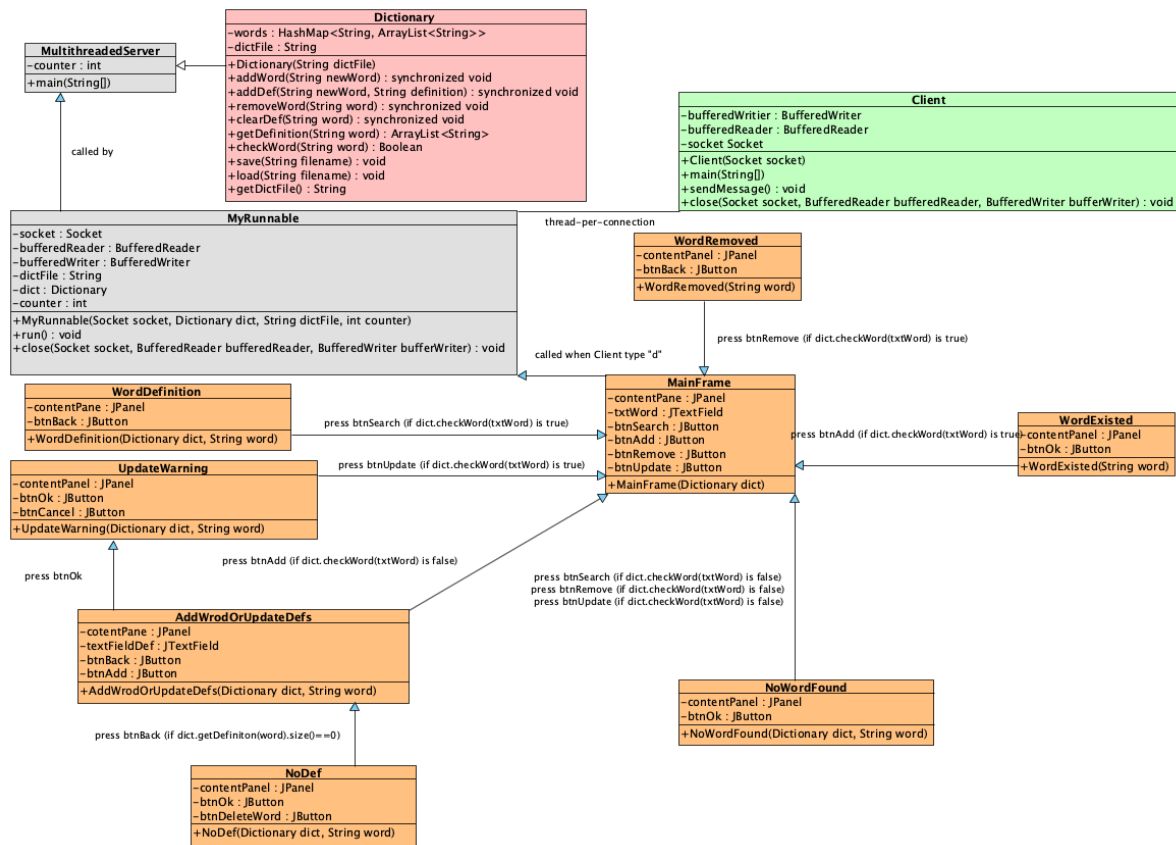 Dictionary
-words : HashMap<String, ArrayList<String>>
-dictFile : String
+Dictionary(String dictFile)
+addWord(String newWord) : synchronized void
+addDef(String newWord, String definition) : synchronized void
+removeWord(String word) : synchronized void
+clearDef(String word) : synchronized void
+getDefinition(String word) : ArrayList<String>
+checkWord(String word) : Boolean
+save(String filename) : void
+load(String filename) : void
+getDictFile() : String
MultithreadedServer
-counter : int
+main(String[])
called by
Client
-bufferedWritier : BufferedWriter
-bufferedReader : BufferedReader
-socket Socket
+Client(Socket socket)
+main(String[])
+sendMessage() : void
+close(Socket socket, BufferedReader bufferedReader, BufferedWriter bufferWriter) : void
MyRunnable
-socket : Socket
-bufferedReader : BufferedReader
-bufferedWriter : BufferedWriter
-dictFile : String
-dict : Dictionary
-counter : int
+MyRunnable(Socket socket, Dictionary dict, String dictFile, int counter)
+run() : void
+close(Socket socket, BufferedReader bufferedReader, BufferedWriter bufferWriter) : void
thread-per-connection
WordRemoved
-contentPanel : JPanel
-btnBack : JButton
+WordRemoved(String word)
press btnRemove (if dict.checkWord(txtWord) is true)
called when Client type "d"
MainFrame
-contentPane : JPanel
-txtWord : JTextField
-btnSearch : JButton
-btnAdd : JButton
-btnRemove : JButton
-btnUpdate : JButton
+MainFrame(Dictionary dict)
WordDefinition
-contentPane : JPanel
-btnBack : JButton
+WordDefinition(Dictionary dict, String word)
press btnSearch (if dict.checkWord(txtWord) is true)
WordExisted
-contentPanel : JPanel
-btnOk : JButton
+WordExisted(String word)
press btnAdd (if dict.checkWord(txtWord) is true)
UpdateWarning
-contentPanel : JPanel
-btnOk : JButton
-btnCancel : JButton
+UpdateWarning(Dictionary dict, String word)
press btnUpdate (if dict.checkWord(txtWord) is true)
press btnOk
press btnAdd (if dict.checkWord(txtWord) is false)
press btnSearch (if dict.checkWord(txtWord) is false)
press btnRemove (if dict.checkWord(txtWord) is false)
press btnUpdate (if dict.checkWord(txtWord) is false)
AddWrodOrUpdateDefs
-cotentPane : JPanel
-textFieldDef : JTextField
-btnBack : JButton
-btnAdd : JButton
+AddWrodOrUpdateDefs(Dictionary dict, String word)
NoWordFound
-contentPanel : JPanel
-btnOk : JButton
+NoWordFound(Dictionary dict, String word)
press btnBack (if dict.getDefiniton(word).size()==0)
NoDef
-contentPanel : JPanel
-btnOk : JButton
-btnDeleteWord : JButton
+NoDef(Dictionary dict, String word)